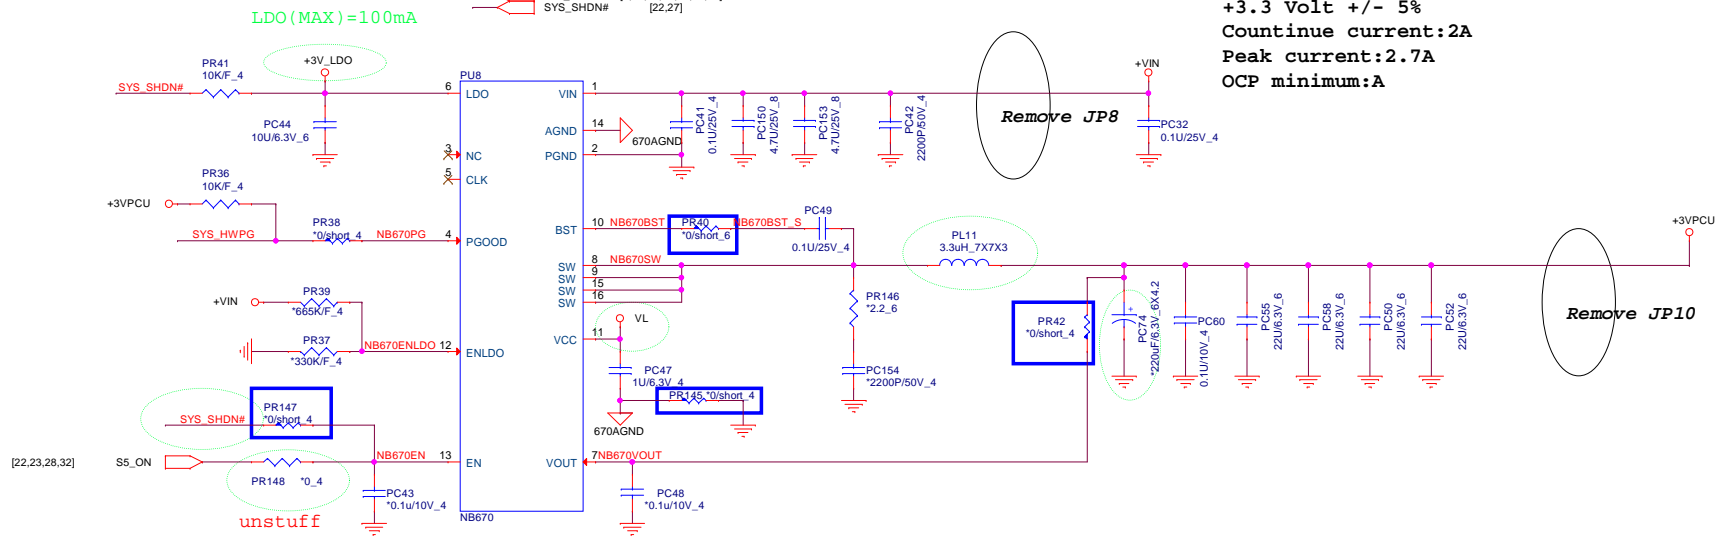 SYS_SHDN# [22,27]
LDO(MAX)=100mA
+3.3 Volt +/- 5%
Countinue current:2A
Peak current:2.7A
OCP minimum:A
PR41
10K/F_4
+3V_LDO
SYS_SHDN#
PC44
10U/6.3V_6
PU8
6 LDO
3 NC
5 CLK
4 PGOOD
12 ENLDO
13 EN
NB670
VIN 1
AGND 14
670AGND
PGND 2
BST 10
SW 8
SW 9
SW 15
SW 16
VCC 11
VOUT 7
PC41
0.1U/25V_4
PC150
4.7U/25V_8
PC153
4.7U/25V_8
PC42
2200P/50V_4
Remove JP8
+VIN
PC32
0.1U/25V_4
PR36
10K/F_4
+3VPCU
SYS_HWPG
PR38
*0/short_4
NB670PG
NB670BST
PR40
*0/short_6
NB670BST_S
PC49
0.1U/25V_4
NB670SW
PL11
3.3uH_7X7X3
+3VPCU
PR146
*2.2_6
PC154
*2200P/50V_4
PR42
*0/short_4
PC74
*220uF/6.3V_6X4.2
+
PC60
0.1U/10V_4
PC55
22U/6.3V_6
PC58
22U/6.3V_6
PC50
22U/6.3V_6
PC52
22U/6.3V_6
Remove JP10
+VIN
PR39
*665K/F_4
PR37
*330K/F_4
NB670ENLDO
VL
PC47
1U/6.3V_4
PR145 *0/short_4
670AGND
SYS_SHDN#
PR147
*0/short_4
[22,23,28,32] S5_ON
PR148 *0_4
NB670EN
PC43
*0.1u/10V_4
unstuff
NB670VOUT
PC48
*0.1u/10V_4